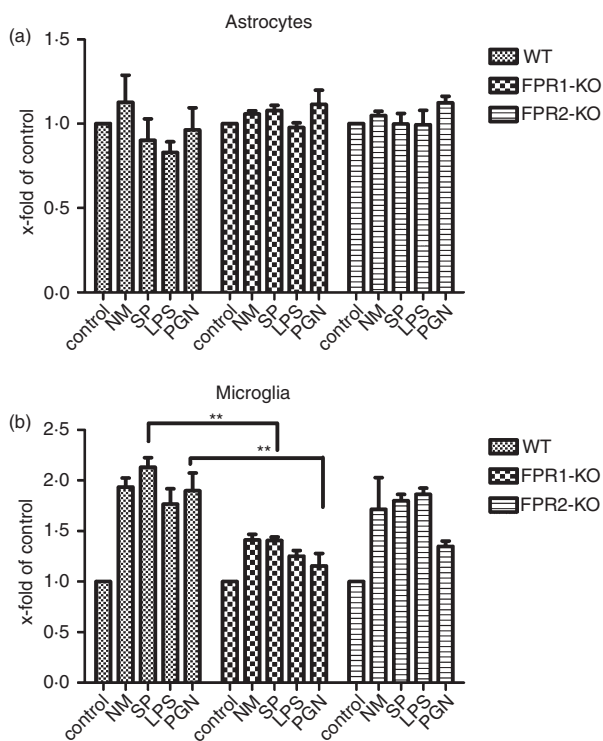 (a)
Astrocytes
x-fold of control
1·5
1·0
0·5
0·0
control
NM
SP
LPS
PGN
control
NM
SP
LPS
PGN
control
NM
SP
LPS
PGN
WT
FPR1-KO
FPR2-KO
(b)
Microglia
x-fold of control
2·5
2·0
1·5
1·0
0·5
0·0
**
**
control
NM
SP
LPS
PGN
control
NM
SP
LPS
PGN
control
NM
SP
LPS
PGN
WT
FPR1-KO
FPR2-KO